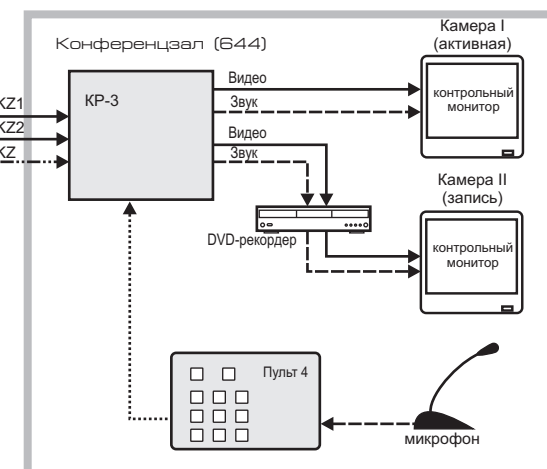 Камера I
(активная)
Конференцзал (644)
Видео
КР-3
контрольный
монитор
KZ1
Звук
KZ2
Видео
KZ
Звук
Камера II
(запись)
DVD-рекордер
контрольный
монитор
Пульт 4
микрофон